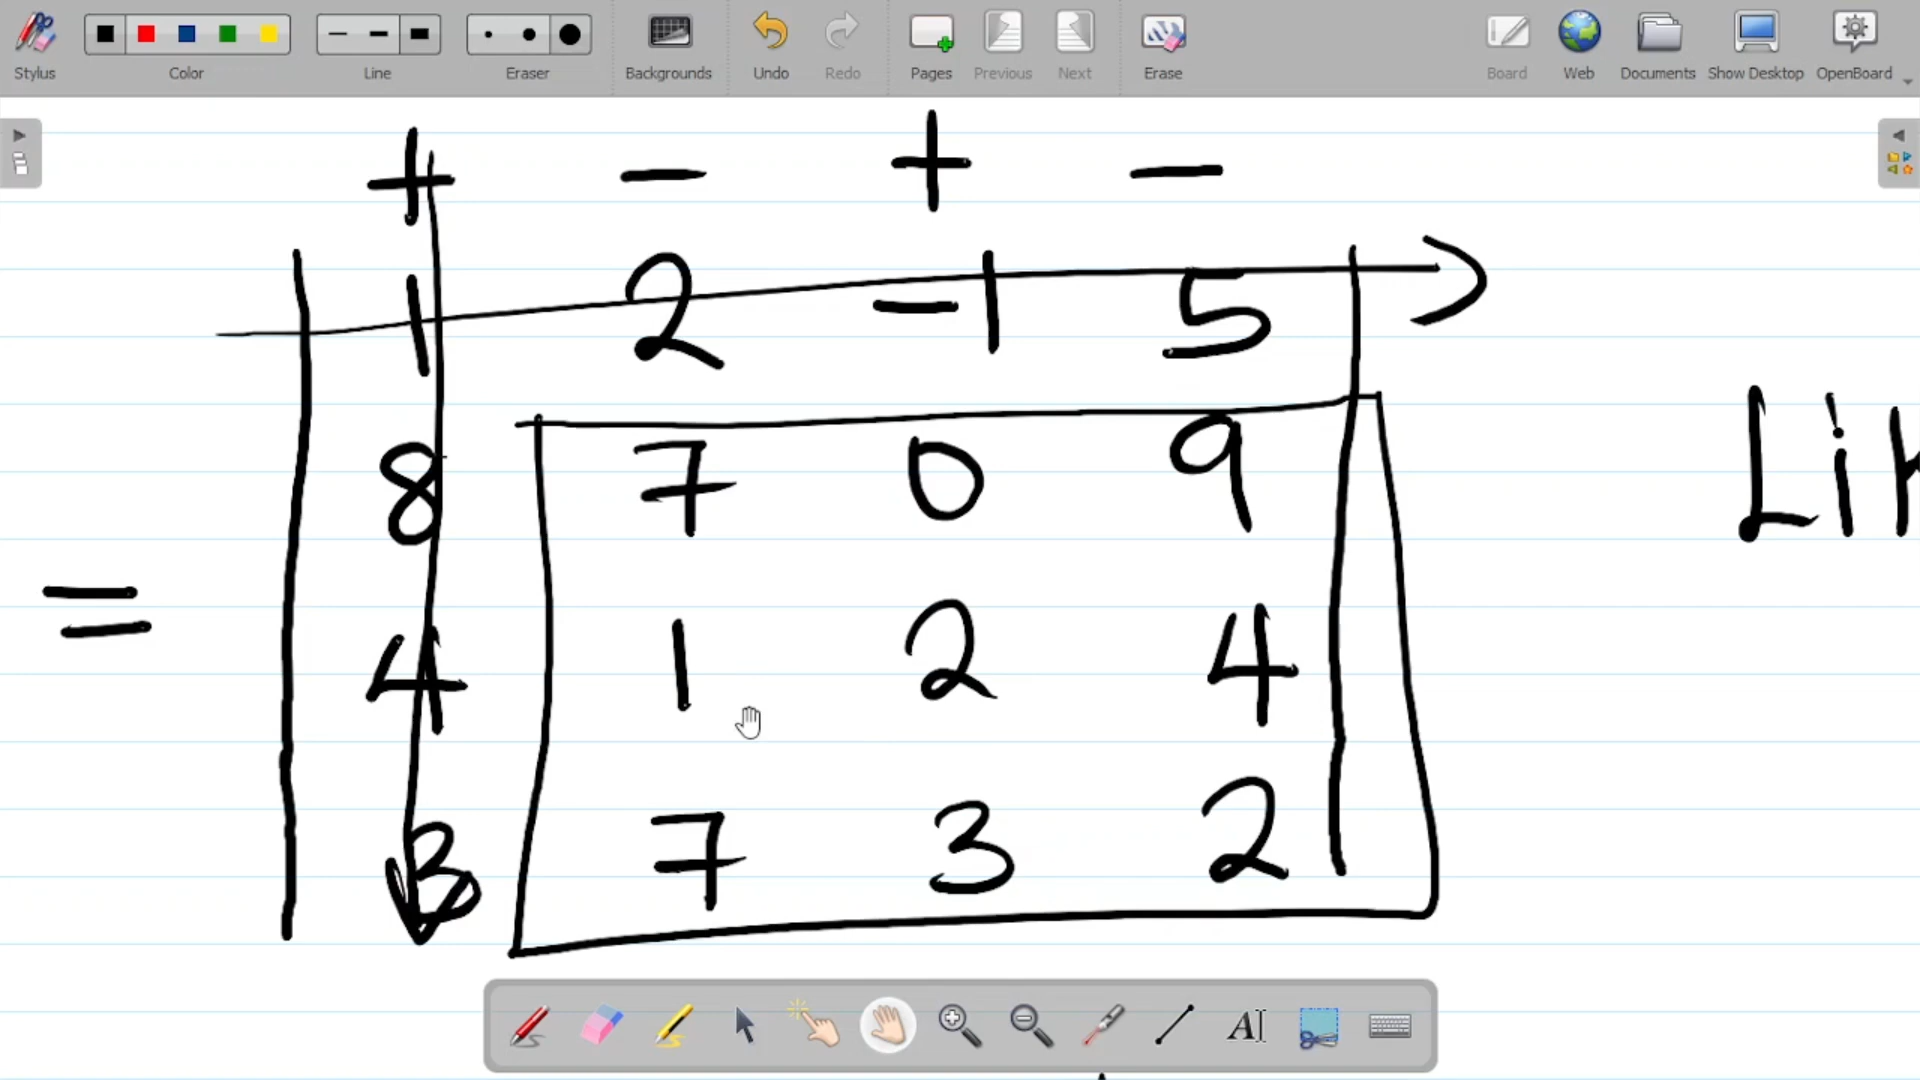 Stylus Color Line Eraser Backgrounds Undo Redo Pages Previous Next Erase Board Web Documents Show Desktop OpenBoard
+ - + -
1 2 -1 5
8 7 0 9
=
4 1 2 4
3 7 3 2